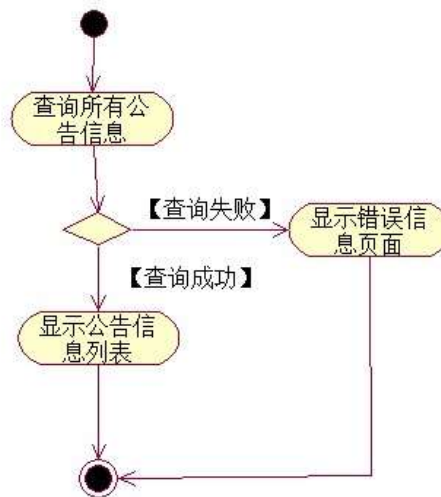 查询所有公
告信息
【查询失败】
显示错误信
息页面
【查询成功】
显示公告信
息列表